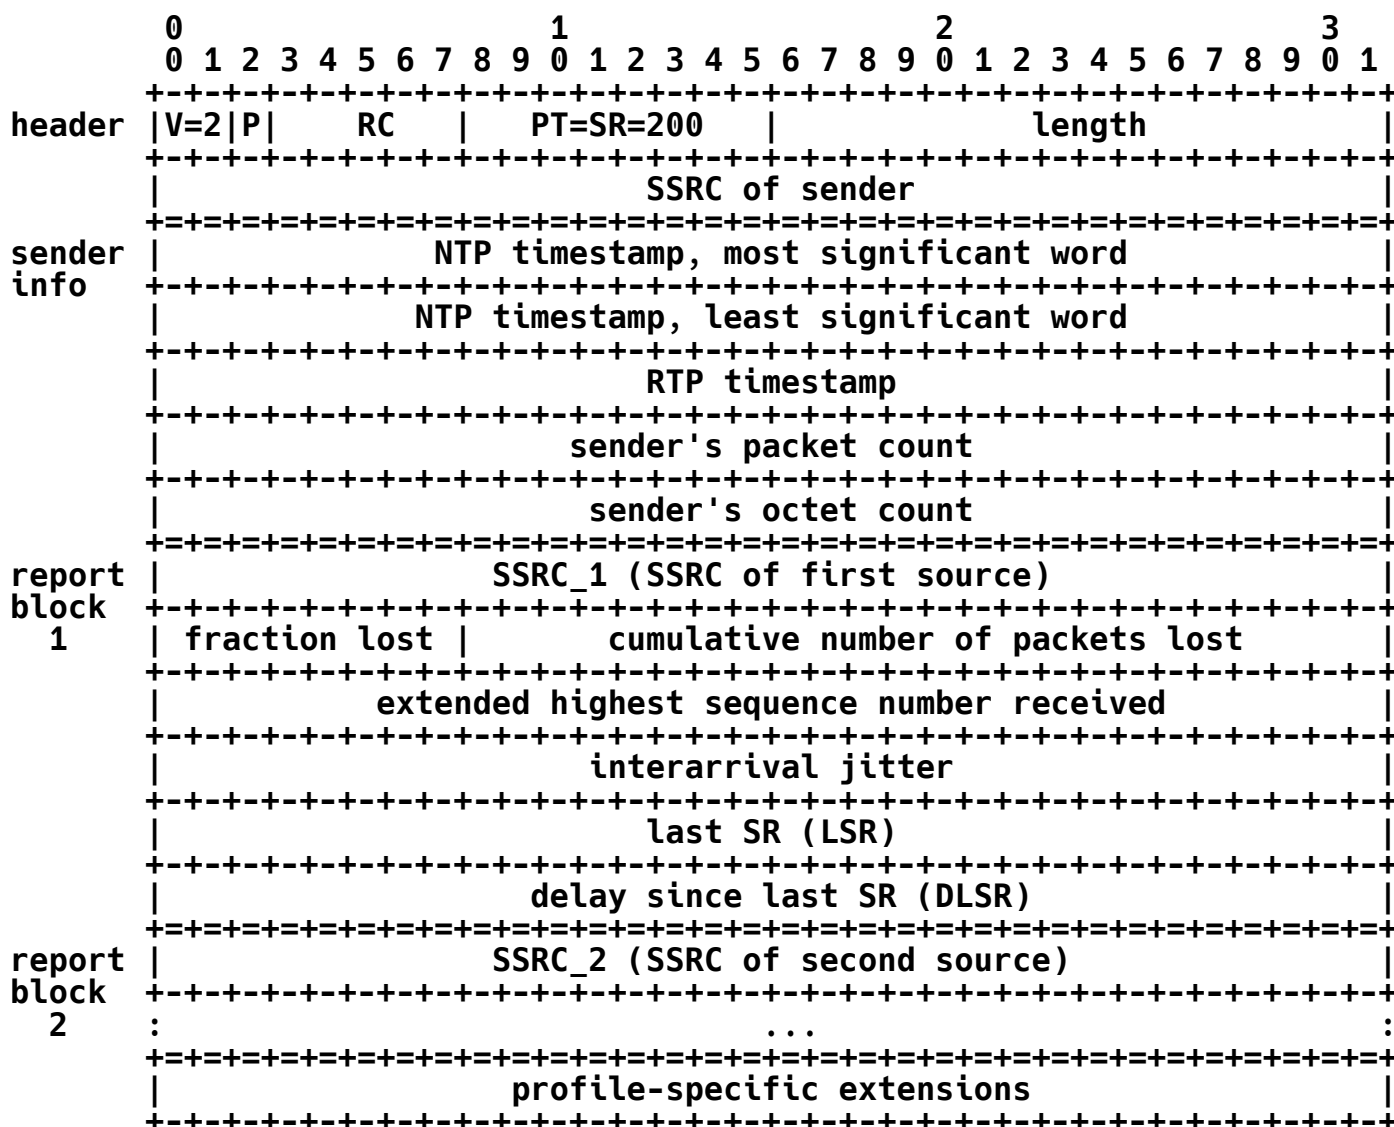 0                   1                   2                   3
        0 1 2 3 4 5 6 7 8 9 0 1 2 3 4 5 6 7 8 9 0 1 2 3 4 5 6 7 8 9 0 1
       +-+-+-+-+-+-+-+-+-+-+-+-+-+-+-+-+-+-+-+-+-+-+-+-+-+-+-+-+-+-+-+-+
header |V=2|P|    RC   |   PT=SR=200   |             length            |
       +-+-+-+-+-+-+-+-+-+-+-+-+-+-+-+-+-+-+-+-+-+-+-+-+-+-+-+-+-+-+-+-+
       |                         SSRC of sender                        |
       +=+=+=+=+=+=+=+=+=+=+=+=+=+=+=+=+=+=+=+=+=+=+=+=+=+=+=+=+=+=+=+=+
sender |              NTP timestamp, most significant word             |
info   +-+-+-+-+-+-+-+-+-+-+-+-+-+-+-+-+-+-+-+-+-+-+-+-+-+-+-+-+-+-+-+-+
       |             NTP timestamp, least significant word             |
       +-+-+-+-+-+-+-+-+-+-+-+-+-+-+-+-+-+-+-+-+-+-+-+-+-+-+-+-+-+-+-+-+
       |                         RTP timestamp                         |
       +-+-+-+-+-+-+-+-+-+-+-+-+-+-+-+-+-+-+-+-+-+-+-+-+-+-+-+-+-+-+-+-+
       |                     sender's packet count                     |
       +-+-+-+-+-+-+-+-+-+-+-+-+-+-+-+-+-+-+-+-+-+-+-+-+-+-+-+-+-+-+-+-+
       |                      sender's octet count                     |
       +=+=+=+=+=+=+=+=+=+=+=+=+=+=+=+=+=+=+=+=+=+=+=+=+=+=+=+=+=+=+=+=+
report |                 SSRC_1 (SSRC of first source)                 |
block  +-+-+-+-+-+-+-+-+-+-+-+-+-+-+-+-+-+-+-+-+-+-+-+-+-+-+-+-+-+-+-+-+
  1    | fraction lost |       cumulative number of packets lost       |
       +-+-+-+-+-+-+-+-+-+-+-+-+-+-+-+-+-+-+-+-+-+-+-+-+-+-+-+-+-+-+-+-+
       |           extended highest sequence number received           |
       +-+-+-+-+-+-+-+-+-+-+-+-+-+-+-+-+-+-+-+-+-+-+-+-+-+-+-+-+-+-+-+-+
       |                      interarrival jitter                      |
       +-+-+-+-+-+-+-+-+-+-+-+-+-+-+-+-+-+-+-+-+-+-+-+-+-+-+-+-+-+-+-+-+
       |                         last SR (LSR)                         |
       +-+-+-+-+-+-+-+-+-+-+-+-+-+-+-+-+-+-+-+-+-+-+-+-+-+-+-+-+-+-+-+-+
       |                   delay since last SR (DLSR)                  |
       +=+=+=+=+=+=+=+=+=+=+=+=+=+=+=+=+=+=+=+=+=+=+=+=+=+=+=+=+=+=+=+=+
report |                 SSRC_2 (SSRC of second source)                |
block  +-+-+-+-+-+-+-+-+-+-+-+-+-+-+-+-+-+-+-+-+-+-+-+-+-+-+-+-+-+-+-+-+
  2    :                               ...                             :
       +=+=+=+=+=+=+=+=+=+=+=+=+=+=+=+=+=+=+=+=+=+=+=+=+=+=+=+=+=+=+=+=+
       |                  profile-specific extensions                  |
       +-+-+-+-+-+-+-+-+-+-+-+-+-+-+-+-+-+-+-+-+-+-+-+-+-+-+-+-+-+-+-+-+